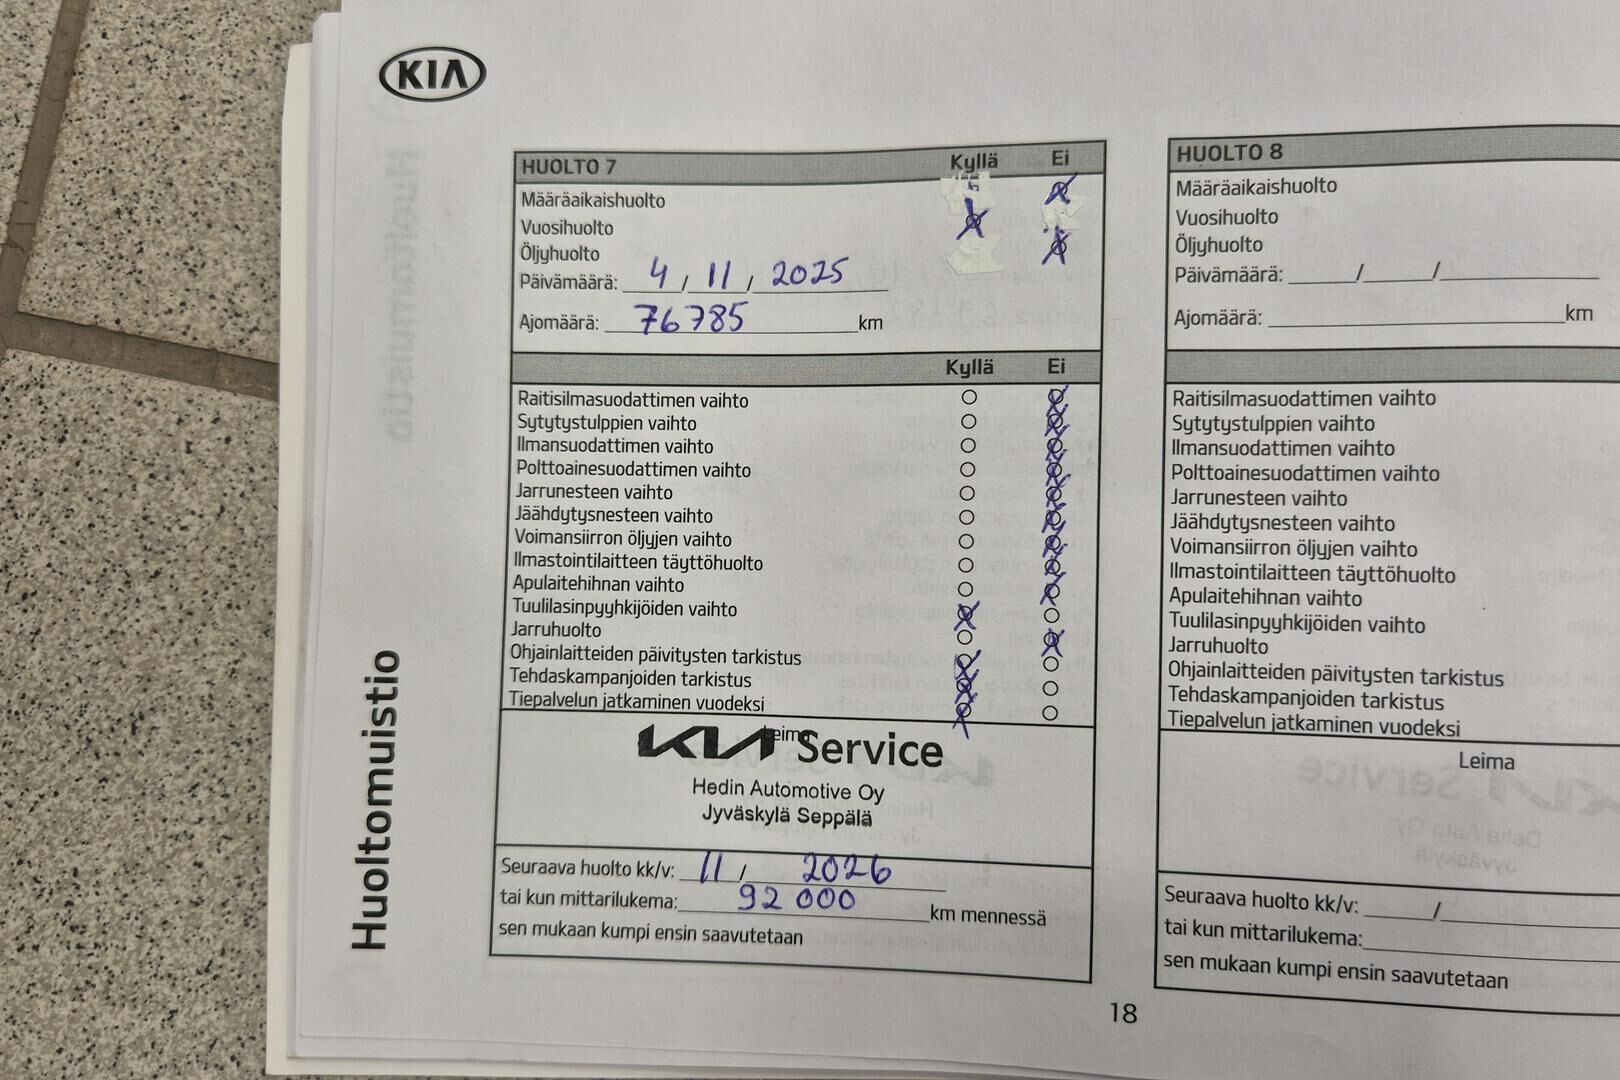 KIA
HUOLTO 7 Kyllä Ei
Määräaikaishuolto
Vuosihuolto
Öljyhuolto
Päivämäärä: 4 / 11 / 2025
Ajomäärä: 76785 km
Kyllä Ei
Raitisilmasuodattimen vaihto
Sytytystulppien vaihto
Ilmansuodattimen vaihto
Polttoainesuodattimen vaihto
Jarrunesteen vaihto
Jäähdytysnesteen vaihto
Voimansiirron öljyjen vaihto
Ilmastointilaitteen täyttöhuolto
Apulaitehihnan vaihto
Tuulilasinpyyhkijöiden vaihto
Jarruhuolto
Ohjainlaitteiden päivitysten tarkistus
Tehdaskampanjoiden tarkistus
Tiepalvelun jatkaminen vuodeksi
Leima
KIA Service
Hedin Automotive Oy
Jyväskylä Seppälä
Seuraava huolto kk/v: 11 / 2026
tai kun mittarilukema: 92 000 km mennessä
sen mukaan kumpi ensin saavutetaan
HUOLTO 8
Määräaikaishuolto
Vuosihuolto
Öljyhuolto
Päivämäärä: / /
Ajomäärä: km
Raitisilmasuodattimen vaihto
Sytytystulppien vaihto
Ilmansuodattimen vaihto
Polttoainesuodattimen vaihto
Jarrunesteen vaihto
Jäähdytysnesteen vaihto
Voimansiirron öljyjen vaihto
Ilmastointilaitteen täyttöhuolto
Apulaitehihnan vaihto
Tuulilasinpyyhkijöiden vaihto
Jarruhuolto
Ohjainlaitteiden päivitysten tarkistus
Tehdaskampanjoiden tarkistus
Tiepalvelun jatkaminen vuodeksi
Leima
Seuraava huolto kk/v: /
tai kun mittarilukema:
sen mukaan kumpi ensin saavutetaan
Huoltomuistio
18